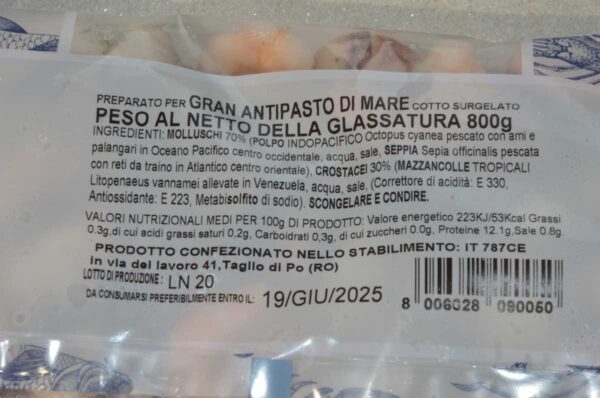 PREPARATO PER GRAN ANTIPASTO DI MARE COTTO SURGELATO
PESO AL NETTO DELLA GLASSATURA 800g
INGREDIENTI: MOLLUSCHI 70% (POLPO INDOPACIFICO Octopus cyanea pescato con ami e
palangari in Oceano Pacifico centro occidentale, acqua, sale, SEPPIA Sepia officinalis pescata
con reti da traino in Atlantico centro orientale), CROSTACEI 30% (MAZZANCOLLE TROPICALI
Litopenaeus vannamei allevate in Venezuela, acqua, sale, (Correttore di acidità: E 330,
Antiossidante: E 223, Metabisolfito di sodio). SCONGELARE E CONDIRE.
VALORI NUTRIZIONALI MEDI PER 100g DI PRODOTTO: Valore energetico 223KJ/53Kcal Grassi
0.3g,di cui acidi grassi saturi 0.2g, Carboidrati 0,3g, di cui zuccheri 0.0g, Proteine 12.1g,Sale 0.8g.
PRODOTTO CONFEZIONATO NELLO STABILIMENTO: IT 787CE
In via del lavoro 41,Taglio di Po (RO)
LOTTO DI PRODUZIONE: LN 20
DA CONSUMARSI PREFERIBILMENTE ENTRO IL: 19/GIU/2025
8 006328 090050